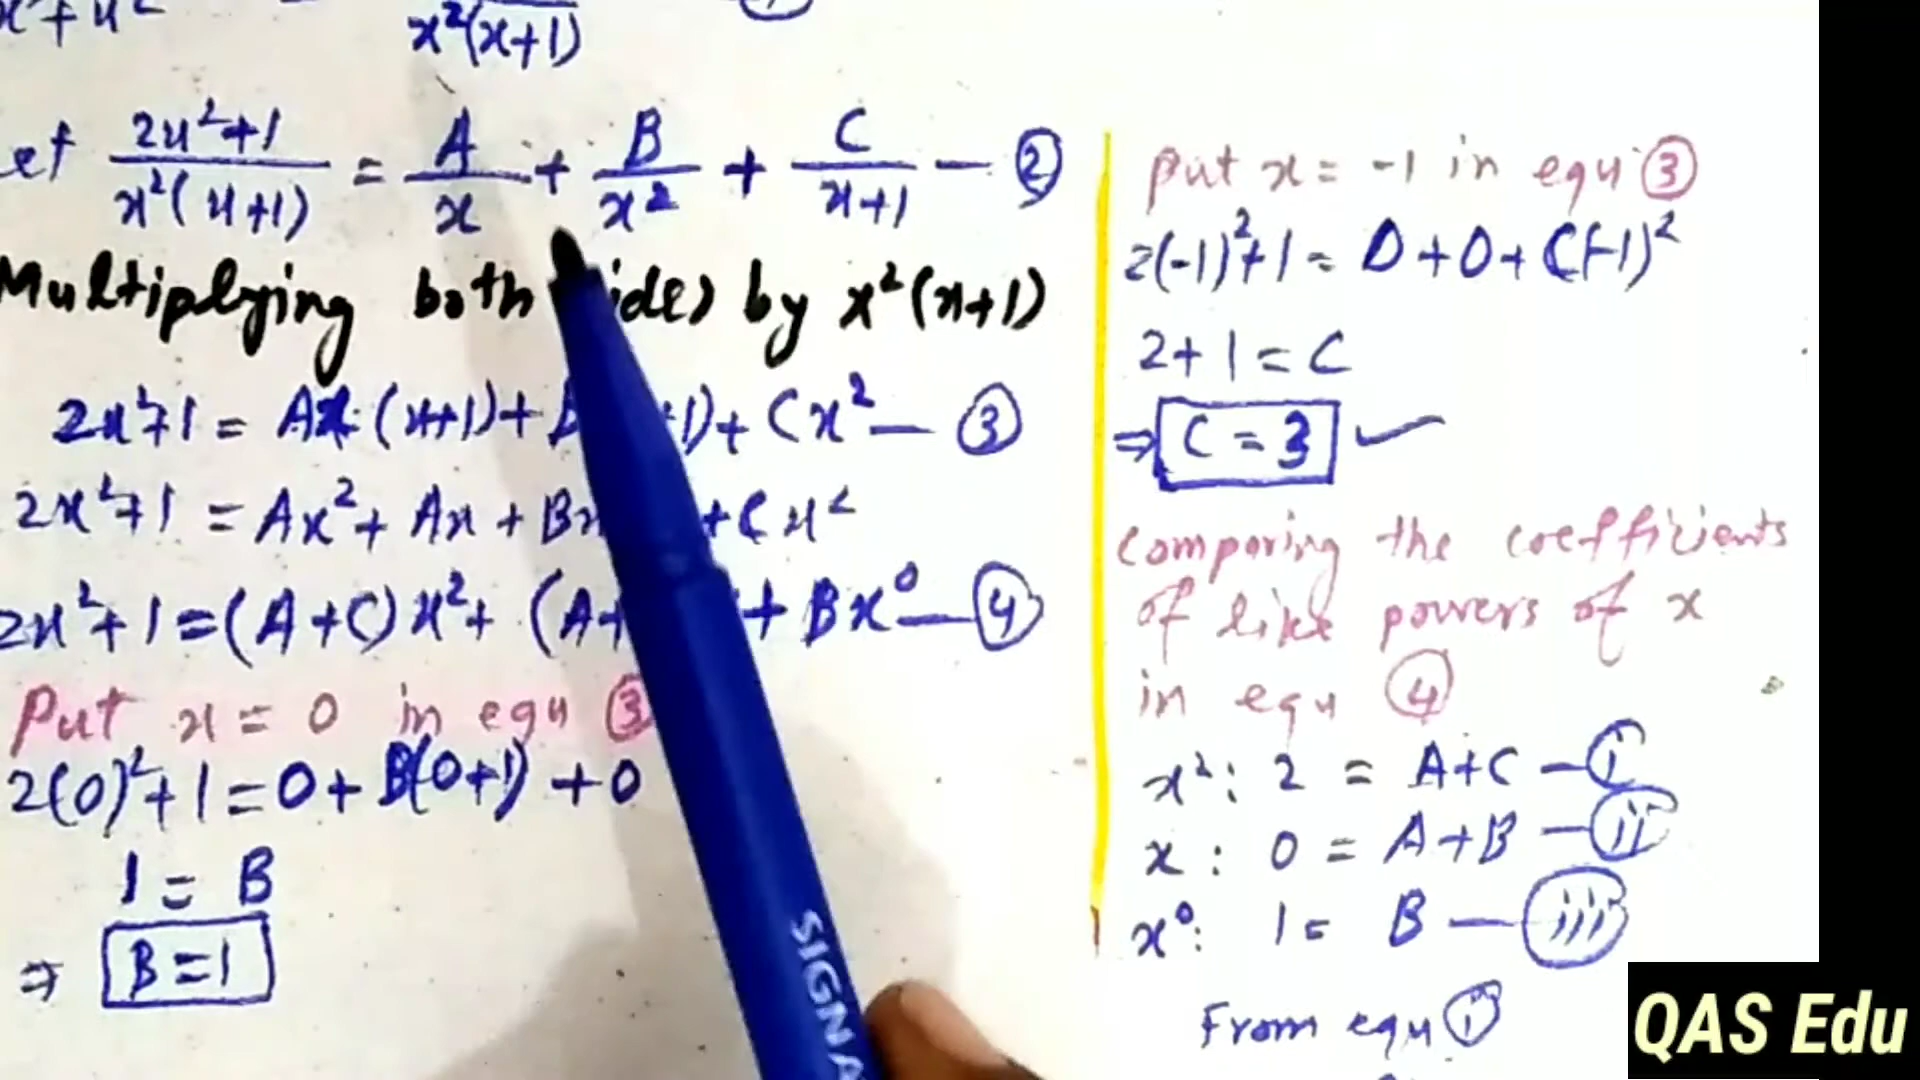 x²(x+1)
et 2x²+1 / x²(x+1) = A/x + B/x² + C/x+1 — ②
Multiplying both ide) by x²(x+1)
2x²+1 = Ax(x+1)+ B +1)+ Cx² — ③
2x²+1 = Ax²+ Ax + Bx +Cx²
2x²+1=(A+C)x²+ (A+ + Bx⁰ — ④
Put x = 0 in equ ③
2(0)²+1=0+ B(0+1) +0
1 = B
⇒ B=1
put x = -1 in equ ③
2(-1)²+1= 0+0+ C(-1)²
2+1=C
⇒ C=3
comparing the coefficients
of like powers of x
in equ ④
x²: 2 = A+C — ⓘ
x : 0 = A+B — ⅱ
x⁰: 1= B — ⅲ
From equ ⓘ
SIGNA
QAS Edu